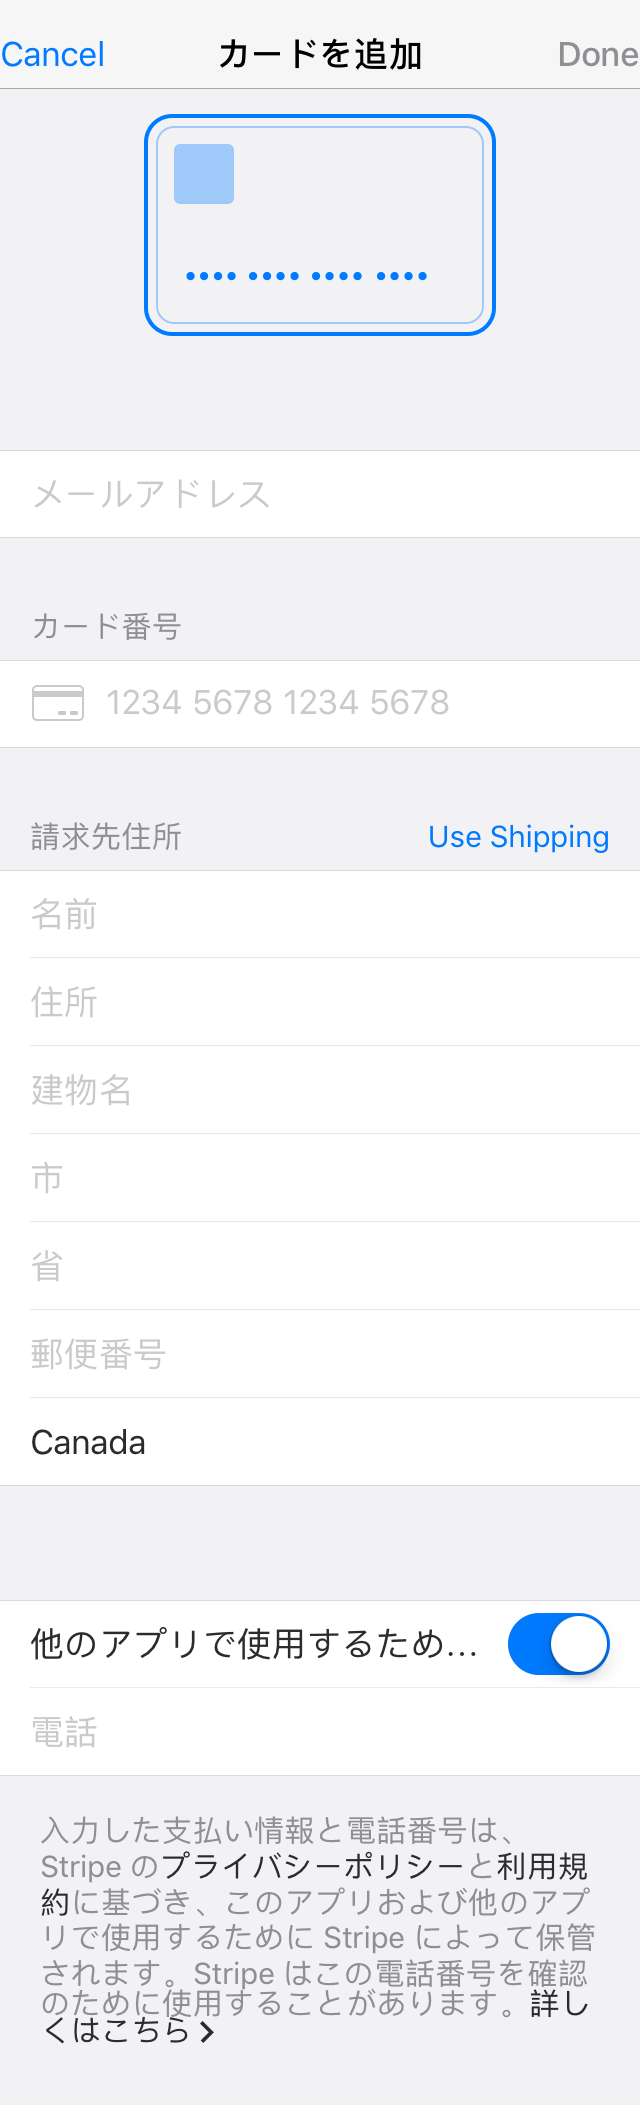 Cancel カードを追加 Done
•••• •••• •••• ••••
メールアドレス
カード番号
1234 5678 1234 5678
請求先住所 Use Shipping
名前
住所
建物名
市
省
郵便番号
Canada
他のアプリで使用するため...
電話
入力した支払い情報と電話番号は、
Stripe のプライバシーポリシーと利用規
約に基づき、このアプリおよび他のアプ
リで使用するために Stripe によって保管
されます。Stripe はこの電話番号を確認
のために使用することがあります。詳し
くはこちら